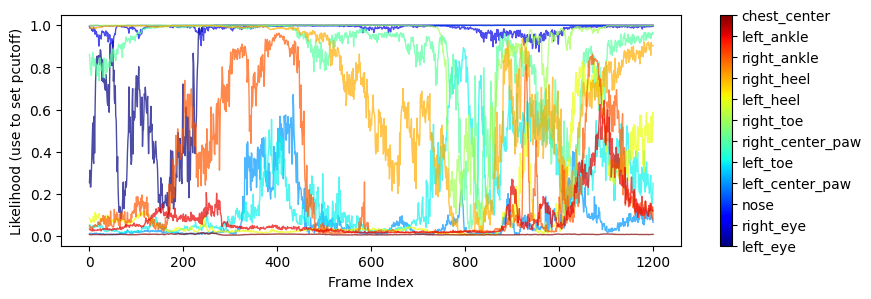 Likelihood (use to set pcutoff)
1.0
0.8
0.6
0.4
0.2
0.0
0 200 400 600 800 1000 1200
Frame Index
chest_center
left_ankle
right_ankle
right_heel
left_heel
right_toe
right_center_paw
left_toe
left_center_paw
nose
right_eye
left_eye